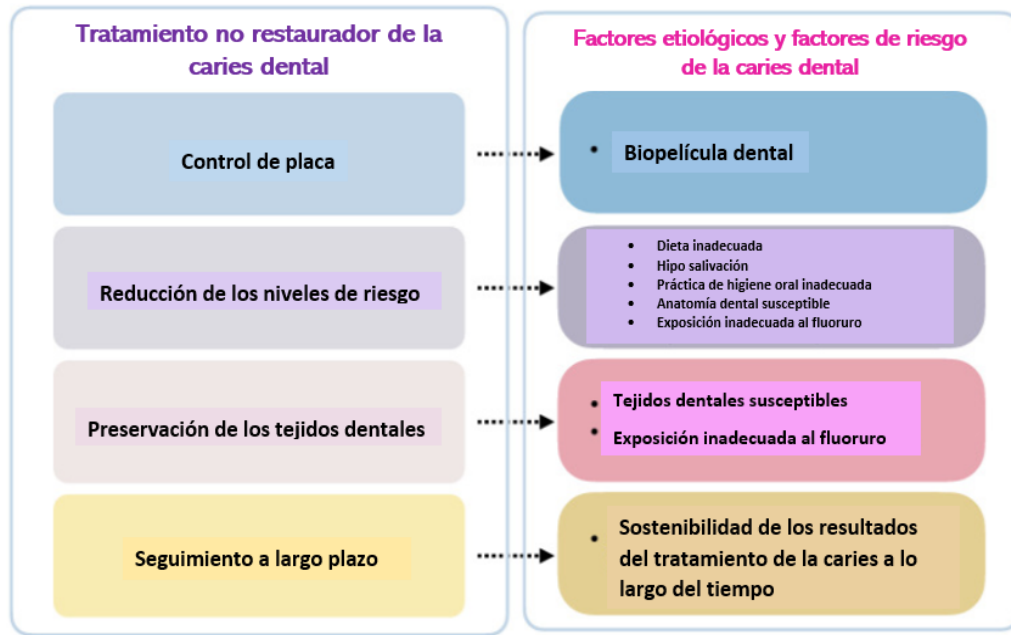 Tratamiento no restaurador de la
caries dental
Factores etiológicos y factores de riesgo
de la caries dental
Control de placa
• Biopelícula dental
Reducción de los niveles de riesgo
• Dieta inadecuada
• Hipo salivación
• Práctica de higiene oral inadecuada
• Anatomía dental susceptible
• Exposición inadecuada al fluoruro
Preservación de los tejidos dentales
• Tejidos dentales susceptibles
• Exposición inadecuada al fluoruro
Seguimiento a largo plazo
• Sostenibilidad de los resultados
del tratamiento de la caries a lo
largo del tiempo